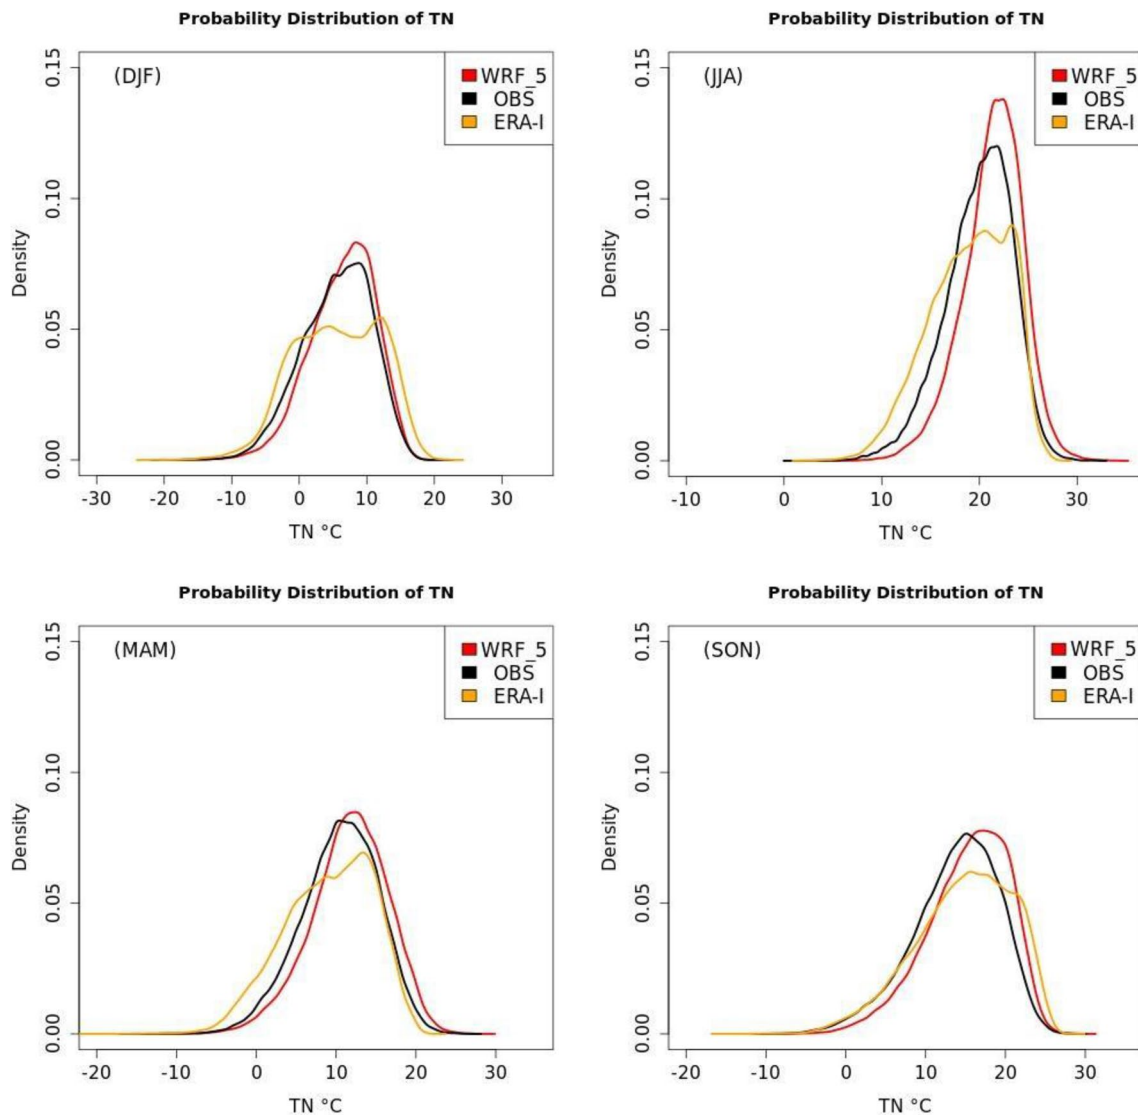 Probability Distribution of TN
(DJF)
WRF_5
OBS
ERA-I
Density
0.00
0.05
0.10
0.15
-30 -20 -10 0 10 20 30
TN °C
Probability Distribution of TN
(JJA)
WRF_5
OBS
ERA-I
Density
0.00
0.05
0.10
0.15
-10 0 10 20 30
TN °C
Probability Distribution of TN
(MAM)
WRF_5
OBS
ERA-I
Density
0.00
0.05
0.10
0.15
-20 -10 0 10 20 30
TN °C
Probability Distribution of TN
(SON)
WRF_5
OBS
ERA-I
Density
0.00
0.05
0.10
0.15
-20 -10 0 10 20 30
TN °C